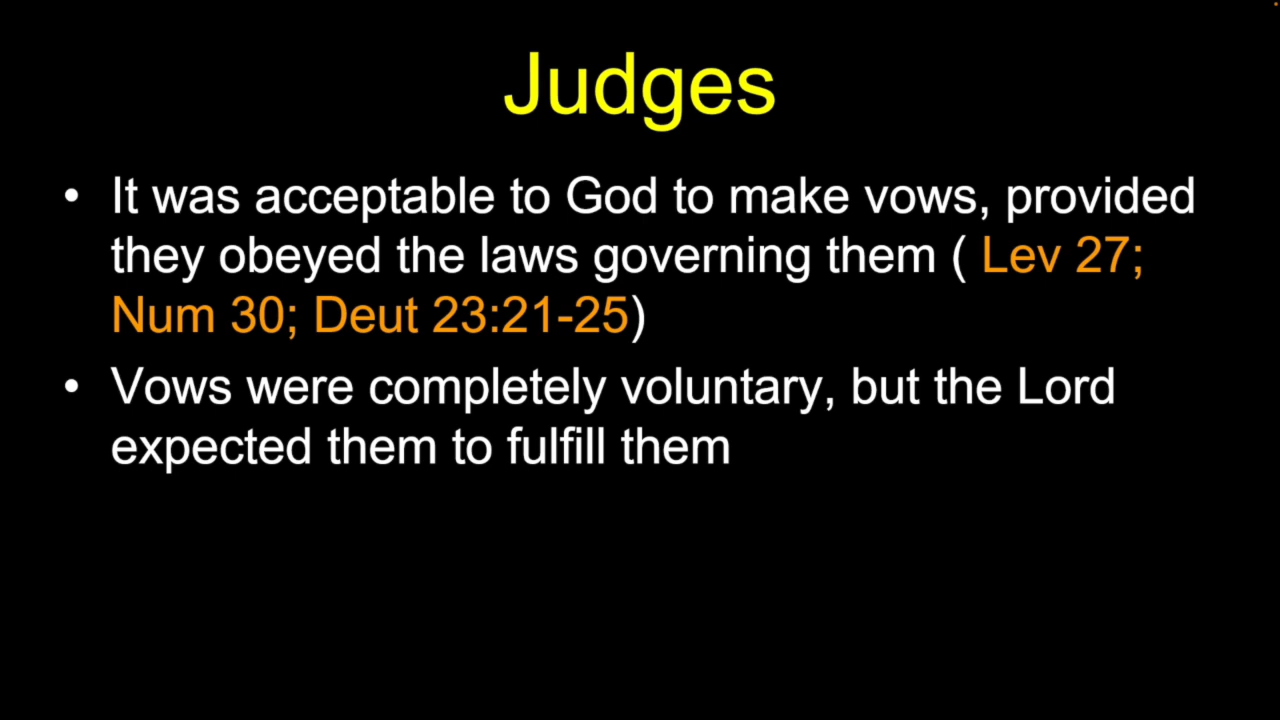 Judges
• It was acceptable to God to make vows, provided
they obeyed the laws governing them ( Lev 27;
Num 30; Deut 23:21-25)
• Vows were completely voluntary, but the Lord
expected them to fulfill them